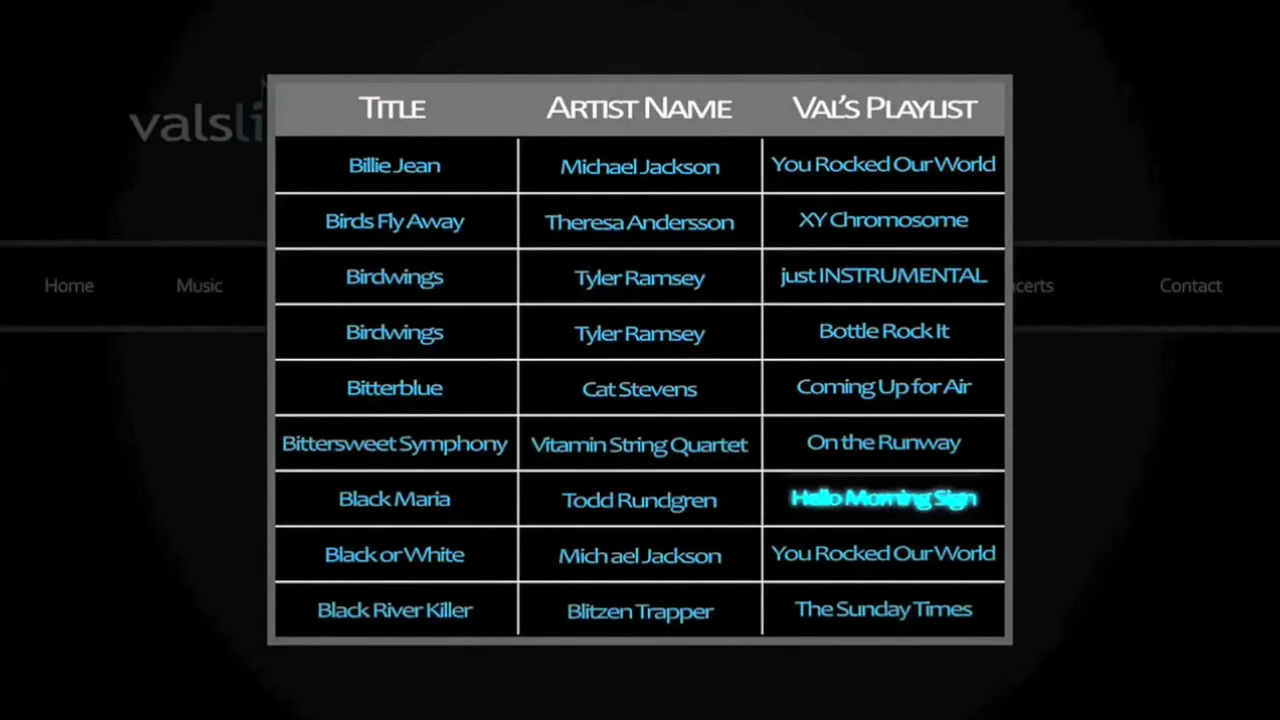 valsli
TITLE ARTIST NAME VAL'S PLAYLIST
Billie Jean Michael Jackson You Rocked Our World
Birds Fly Away Theresa Andersson XY Chromosome
Birdwings Tyler Ramsey just INSTRUMENTAL
Home Music ncerts Contact
Birdwings Tyler Ramsey Bottle Rock It
Bitterblue Cat Stevens Coming Up for Air
Bittersweet Symphony Vitamin String Quartet On the Runway
Black Maria Todd Rundgren Hello Morning Sign
Black or White Mich ael Jackson You Rocked Our World
Black River Killer Blitzen Trapper The Sunday Times